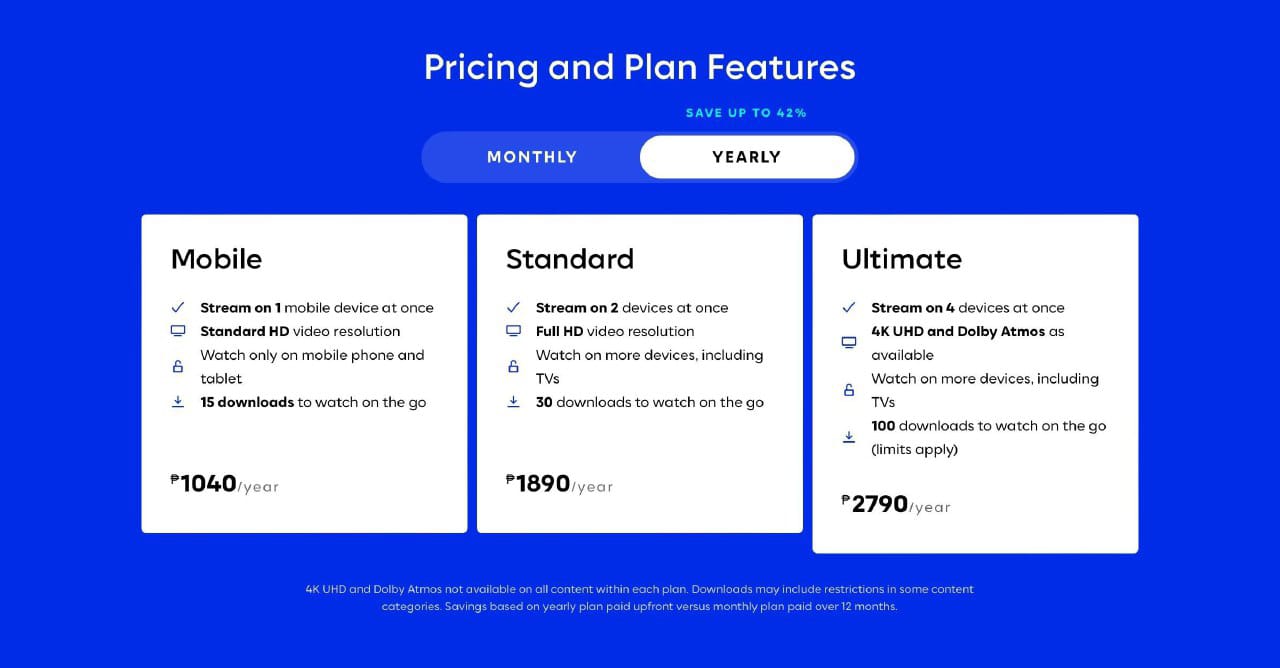 Pricing and Plan Features
SAVE UP TO 42%
MONTHLY
YEARLY
Mobile
Stream on 1 mobile device at once
Standard HD video resolution
Watch only on mobile phone and
tablet
15 downloads to watch on the go
₱1040/year
Standard
Stream on 2 devices at once
Full HD video resolution
Watch on more devices, including
TVs
30 downloads to watch on the go
₱1890/year
Ultimate
Stream on 4 devices at once
4K UHD and Dolby Atmos as
available
Watch on more devices, including
TVs
100 downloads to watch on the go
(limits apply)
₱2790/year
4K UHD and Dolby Atmos not available on all content within each plan. Downloads may include restrictions in some content
categories. Savings based on yearly plan paid upfront versus monthly plan paid over 12 months.